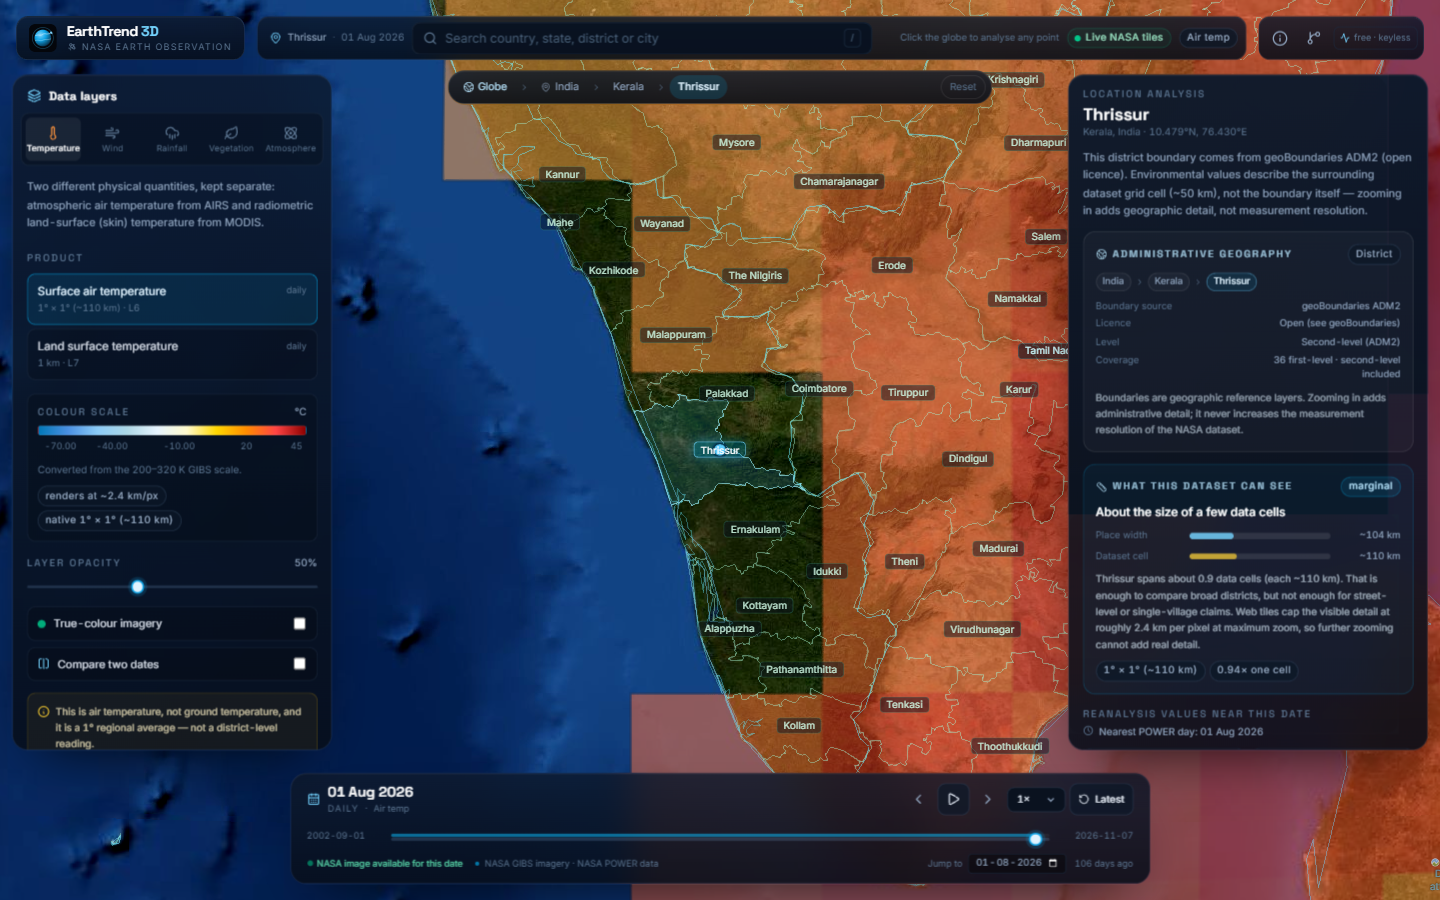 EarthTrend 3D
NASA EARTH OBSERVATION
Thrissur · 01 Aug 2026
Search country, state, district or city
/
Click the globe to analyse any point
Live NASA tiles
Air temp
free · keyless
Globe › India › Kerala › Thrissur
Reset
Data layers
Temperature
Wind
Rainfall
Vegetation
Atmosphere
Two different physical quantities, kept separate:
atmospheric air temperature from AIRS and radiometric
land-surface (skin) temperature from MODIS.
PRODUCT
Surface air temperature
daily
1° × 1° (~110 km) · L6
Land surface temperature
daily
1 km · L7
COLOUR SCALE
°C
-70.00 -40.00 -10.00 20 45
Converted from the 200–320 K GIBS scale.
renders at ~2.4 km/px
native 1° × 1° (~110 km)
LAYER OPACITY
50%
True-colour imagery
Compare two dates
This is air temperature, not ground temperature, and
it is a 1° regional average — not a district-level
reading.
Krishnagiri
Mysore
Dharmapuri
Kannur
Chamarajanagar
Mahe
Wayanad
Salem
Kozhikode
The Nilgiris
Erode
Namakkal
Malappuram
Tamil Nad
Palakkad
Coimbatore
Tiruppur
Karur
Thrissur
Dindigul
Ernakulam
Madurai
Theni
Idukki
Kottayam
Alappuzha
Virudhunagar
Pathanamthitta
Tenkasi
Kollam
Thoothukkudi
LOCATION ANALYSIS
Thrissur
Kerala, India · 10.479°N, 76.430°E
This district boundary comes from geoBoundaries ADM2 (open
licence). Environmental values describe the surrounding
dataset grid cell (~50 km), not the boundary itself — zooming
in adds geographic detail, not measurement resolution.
ADMINISTRATIVE GEOGRAPHY
District
India › Kerala › Thrissur
Boundary source
geoBoundaries ADM2
Licence
Open (see geoBoundaries)
Level
Second-level (ADM2)
Coverage
36 first-level · second-level
included
Boundaries are geographic reference layers. Zooming in adds
administrative detail; it never increases the measurement
resolution of the NASA dataset.
WHAT THIS DATASET CAN SEE
marginal
About the size of a few data cells
Place width
~104 km
Dataset cell
~110 km
Thrissur spans about 0.9 data cells (each ~110 km). That is
enough to compare broad districts, but not enough for street-
level or single-village claims. Web tiles cap the visible detail at
roughly 2.4 km per pixel at maximum zoom, so further zooming
cannot add real detail.
1° × 1° (~110 km)
0.94× one cell
REANALYSIS VALUES NEAR THIS DATE
Nearest POWER day: 01 Aug 2026
01 Aug 2026
DAILY · Air temp
1×
Latest
2002-09-01
2026-11-07
NASA image available for this date
NASA GIBS imagery · NASA POWER data
Jump to
01-08-2026
106 days ago